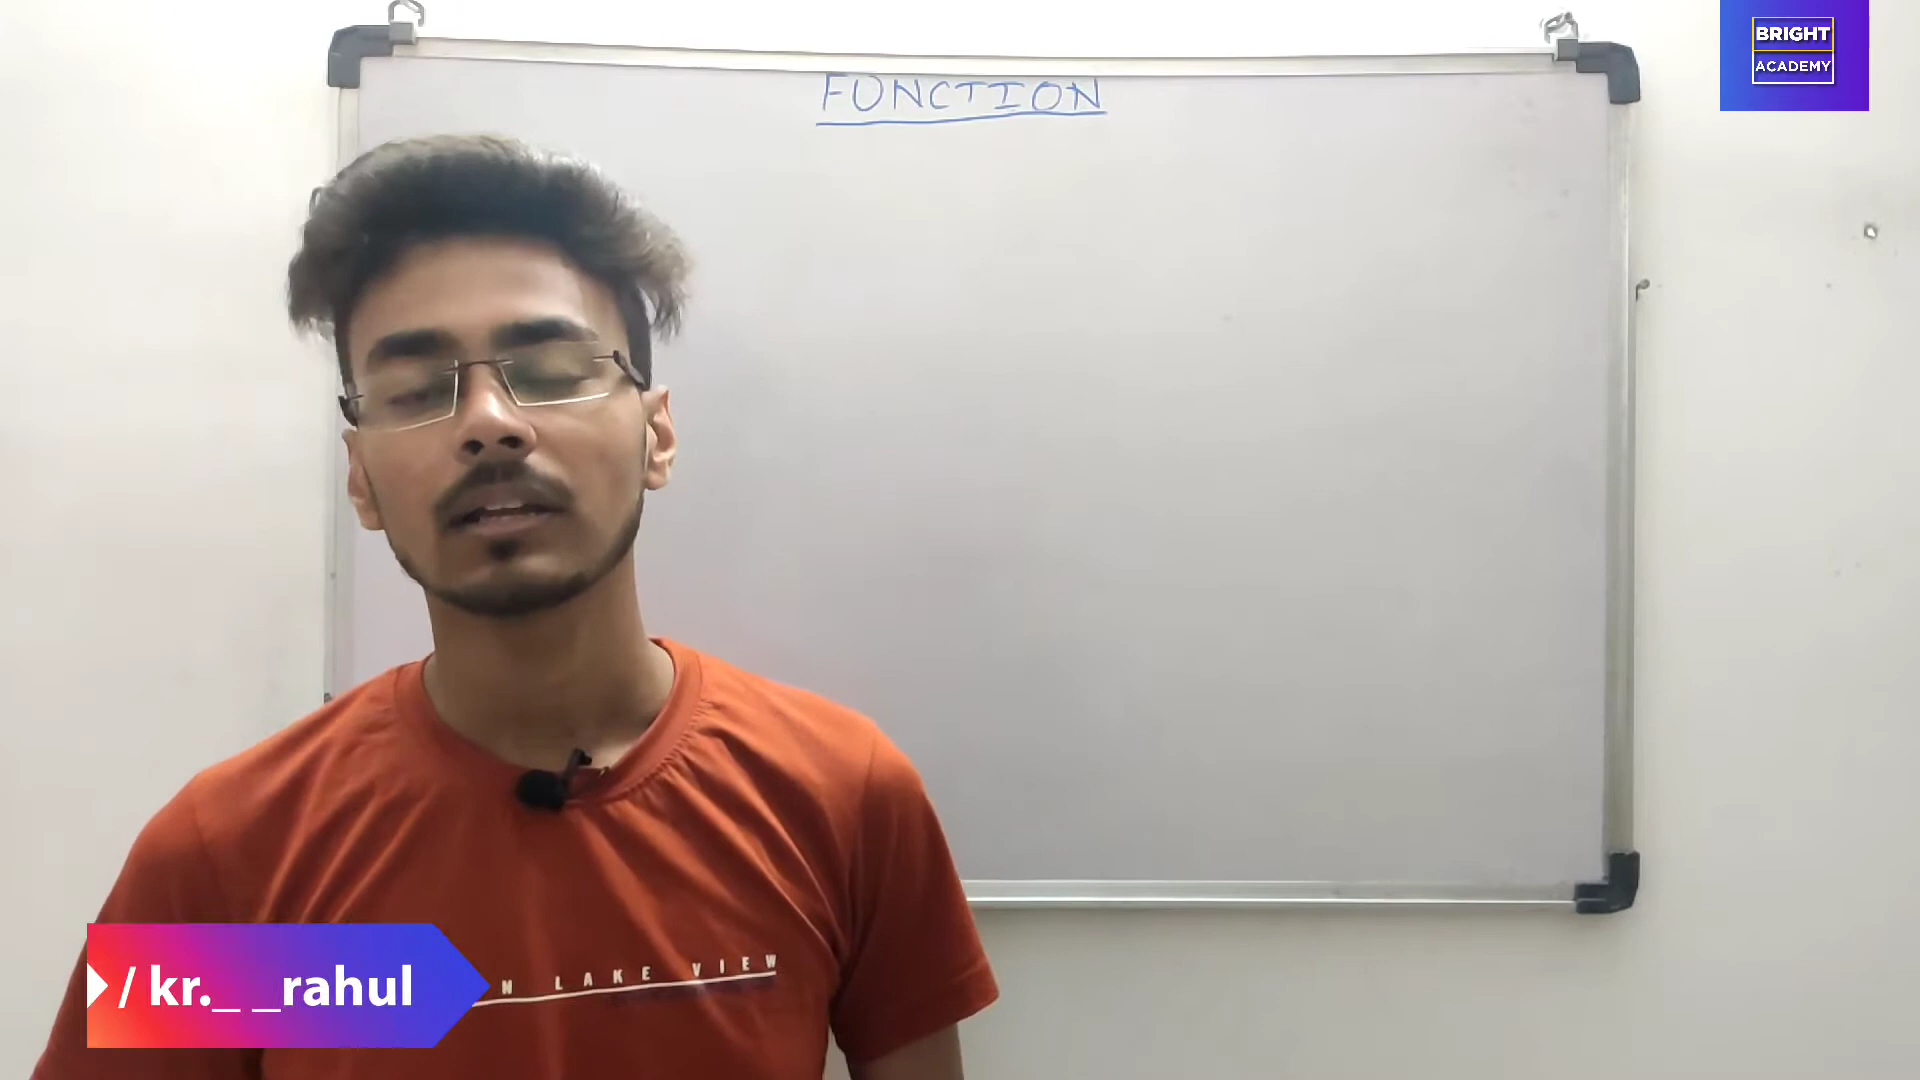 BRIGHT
ACADEMY
FUNCTION
N LAKE VIEW
/ kr._ _rahul